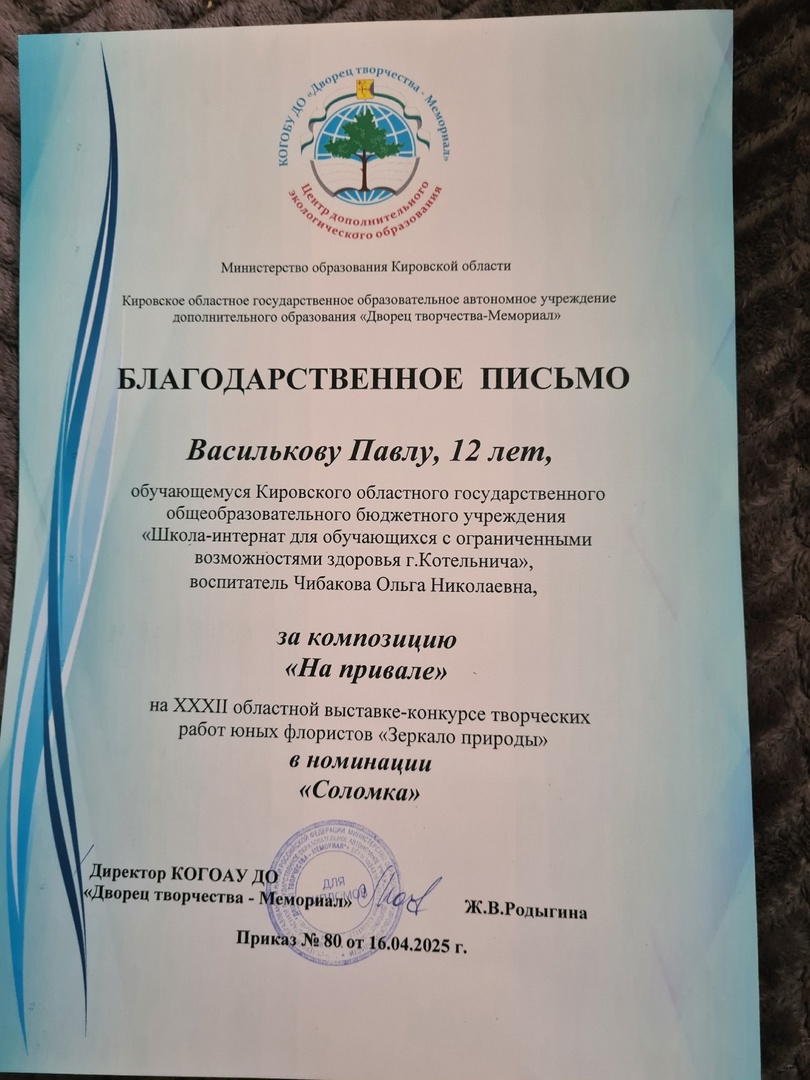 КОГОБУ ДО «Дворец творчества - Мемориал»
Центр дополнительного
экологического образования
Министерство образования Кировской области
Кировское областное государственное образовательное автономное учреждение
дополнительного образования «Дворец творчества-Мемориал»
БЛАГОДАРСТВЕННОЕ ПИСЬМО
Василькову Павлу, 12 лет,
обучающемуся Кировского областного государственного
общеобразовательного бюджетного учреждения
«Школа-интернат для обучающихся с ограниченными
возможностями здоровья г.Котельнича»,
воспитатель Чибакова Ольга Николаевна,
за композицию
«На привале»
на XXXII областной выставке-конкурсе творческих
работ юных флористов «Зеркало природы»
в номинации
«Соломка»
Директор КОГОАУ ДО
«Дворец творчества - Мемориал»
Ж.В.Родыгина
Приказ № 80 от 16.04.2025 г.
ДЛЯ